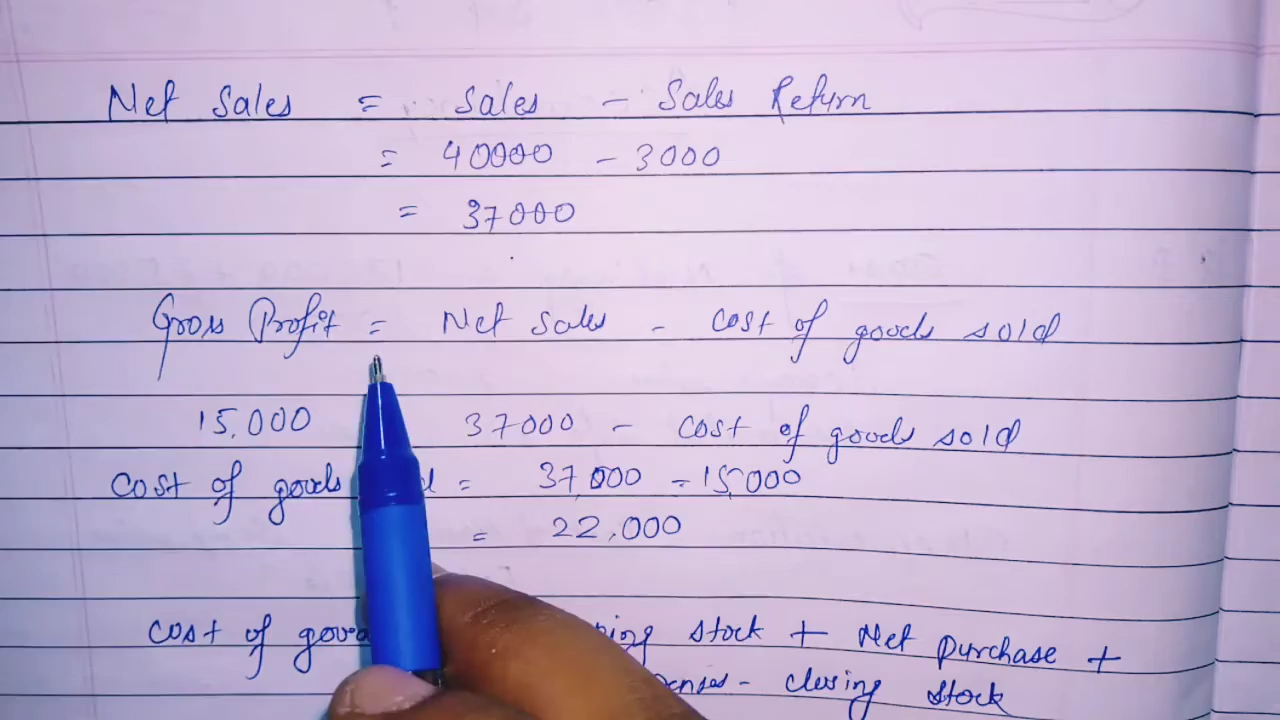 Net Sales = Sales - Sales Return
= 40000 - 3000
= 37000
Gross Profit = Net Sales - cost of goods sold
15,000 37000 - cost of goods sold
cost of goods = 37,000 - 15,000
= 22,000
cost of stock + Net purchase +
- closing stock